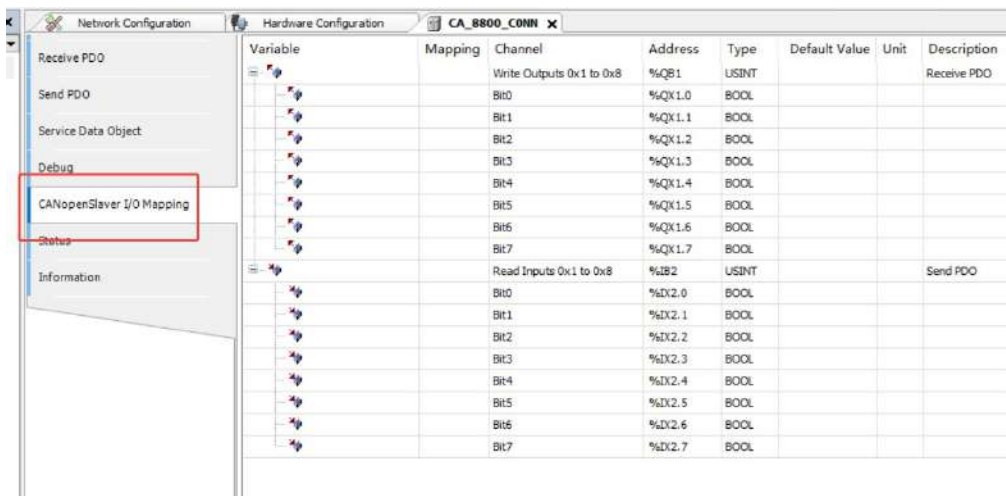 Network Configuration Hardware Configuration CA_8800_CONN x
Receive PDO
Send PDO
Service Data Object
Debug
CANopenSlaver I/O Mapping
Status
Information
Variable Mapping Channel Address Type Default Value Unit Description
Write Outputs 0x1 to 0x8 %QB1 USINT Receive PDO
Bit0 %QX1.0 BOOL
Bit1 %QX1.1 BOOL
Bit2 %QX1.2 BOOL
Bit3 %QX1.3 BOOL
Bit4 %QX1.4 BOOL
Bit5 %QX1.5 BOOL
Bit6 %QX1.6 BOOL
Bit7 %QX1.7 BOOL
Read Inputs 0x1 to 0x8 %IB2 USINT Send PDO
Bit0 %IX2.0 BOOL
Bit1 %IX2.1 BOOL
Bit2 %IX2.2 BOOL
Bit3 %IX2.3 BOOL
Bit4 %IX2.4 BOOL
Bit5 %IX2.5 BOOL
Bit6 %IX2.6 BOOL
Bit7 %IX2.7 BOOL